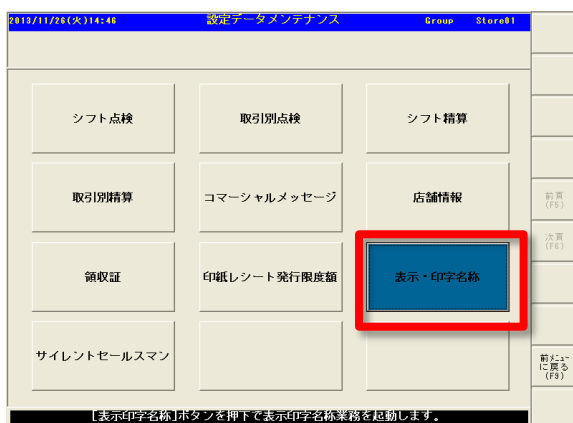 2013/11/26(火)14:46 設定データメンテナンス Group Store01
シフト点検 取引別点検 シフト精算
取引別精算 コマーシャルメッセージ 店舗情報
前頁
(F5)
次頁
(F6)
領収証 印紙レシート発行限度額 表示・印字名称
サイレントセールスマン
前ﾒﾆｭｰ
に戻る
(F9)
[表示印字名称]ボタンを押下で表示印字名称業務を起動します。